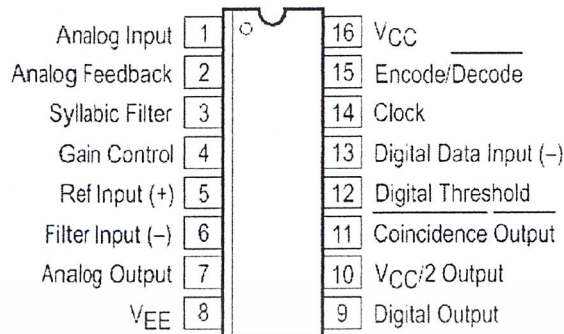 Analog Input 1
Analog Feedback 2
Syllabic Filter 3
Gain Control 4
Ref Input (+) 5
Filter Input (–) 6
Analog Output 7
VEE 8
16 VCC
15 Encode/Decode
14 Clock
13 Digital Data Input (–)
12 Digital Threshold
11 Coincidence Output
10 VCC/2 Output
9 Digital Output